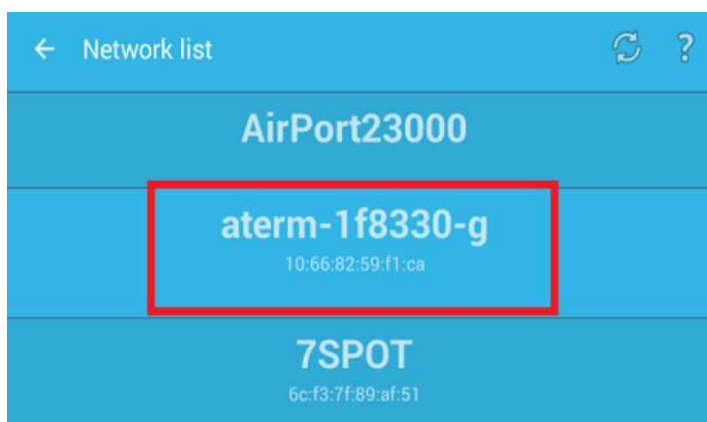 Network list
?
AirPort23000
aterm-1f8330-g
10:66:82:59:f1:ca
7SPOT
6c:f3:7f:89:af:51